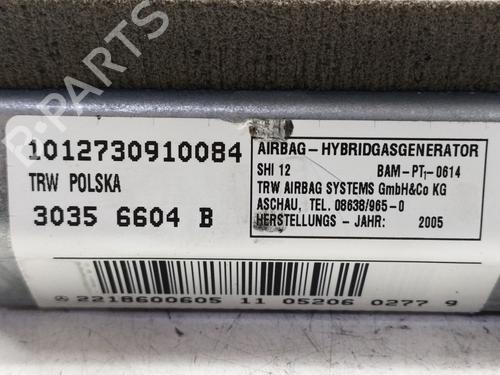 B-PARTS
1012730910084
TRW POLSKA
3035 6604 B
AIRBAG-HYBRIDGASGENERATOR
SHI 12 BAM-PT₁-0614
TRW AIRBAG SYSTEMS GmbH&Co KG
ASCHAU, TEL. 08638/965-0
HERSTELLUNGS - JAHR: 2005
2218600605 11 05206 0277 9